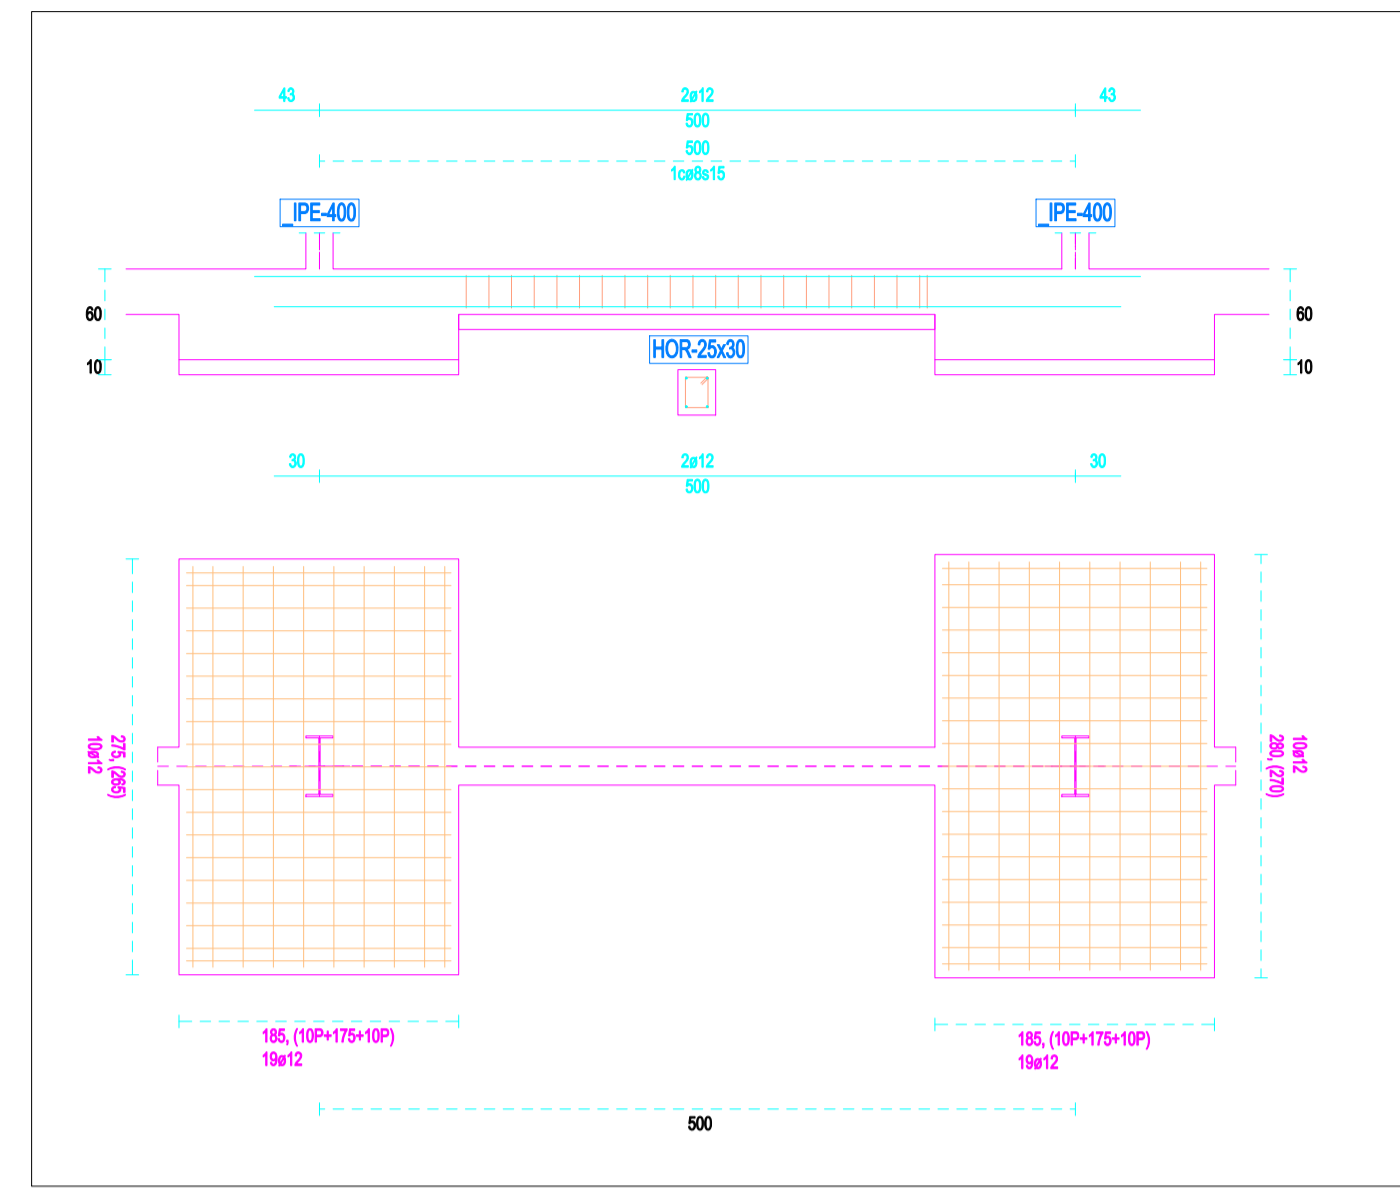 43
2ø12
43
500
500
1cø8s15
_IPE-400
_IPE-400
60
60
HOR-25x30
10
10
30
2ø12
30
500
275, (265)
10ø12
10ø12
280, (270)
185, (10P+175+10P)
19ø12
185, (10P+175+10P)
19ø12
500